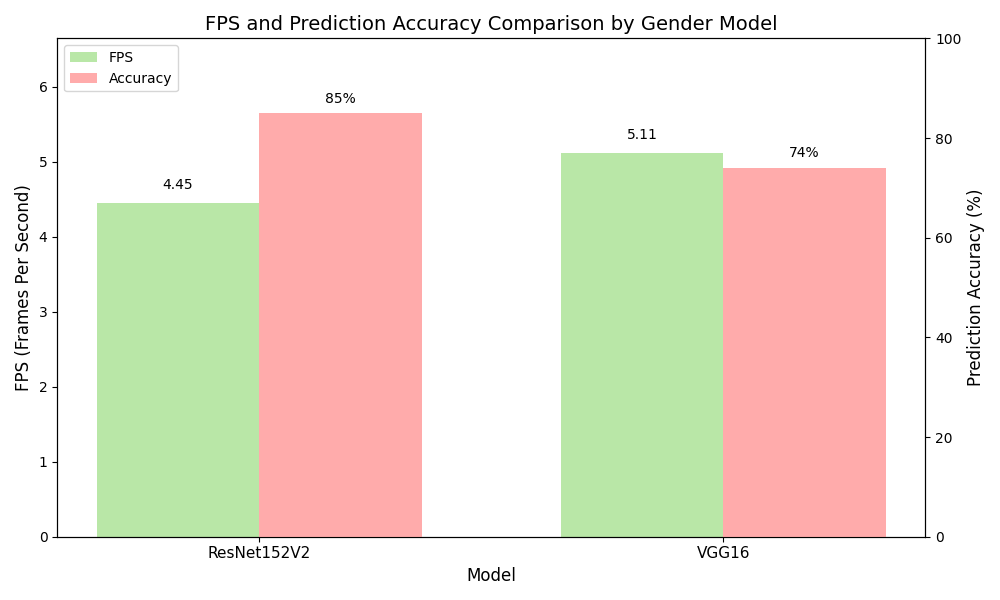 FPS and Prediction Accuracy Comparison by Gender Model
FPS
Accuracy
FPS (Frames Per Second)
6
5
4
3
2
1
0
4.45
85%
5.11
74%
100
80
60
40
20
0
Prediction Accuracy (%)
ResNet152V2
VGG16
Model